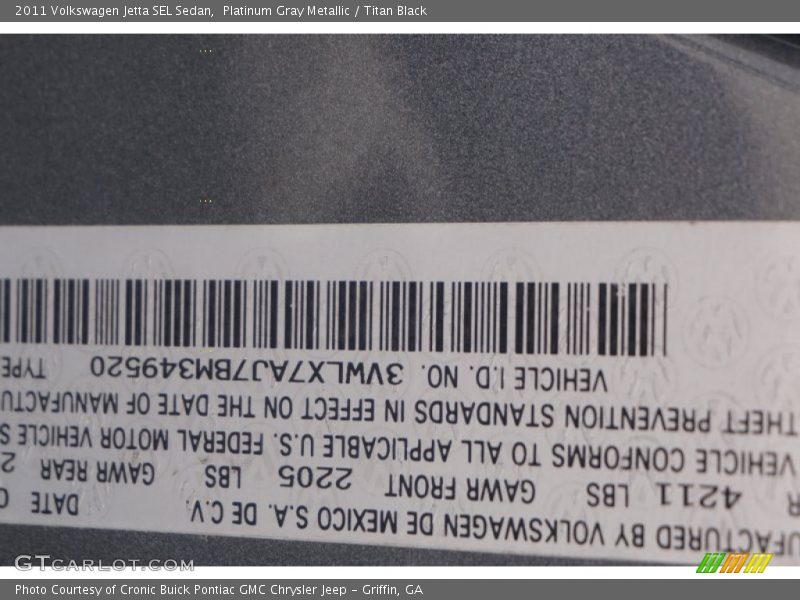 2011 Volkswagen Jetta SEL Sedan,  Platinum Gray Metallic / Titan Black
UFACTURED BY VOLKSWAGEN DE MEXICO S.A. DE C.V. DATE
R 4211 LBS GAWR FRONT 2205 LBS GAWR REAR 2
VEHICLE CONFORMS TO ALL APPLICABLE U.S. FEDERAL MOTOR VEHICLE S
THEFT PREVENTION STANDARDS IN EFFECT ON THE DATE OF MANUFACTU
VEHICLE I.D. NO. 3VWLX7AJ7BM349520 TYPE
GTCARLOT.COM
Photo Courtesy of Cronic Buick Pontiac GMC Chrysler Jeep - Griffin, GA